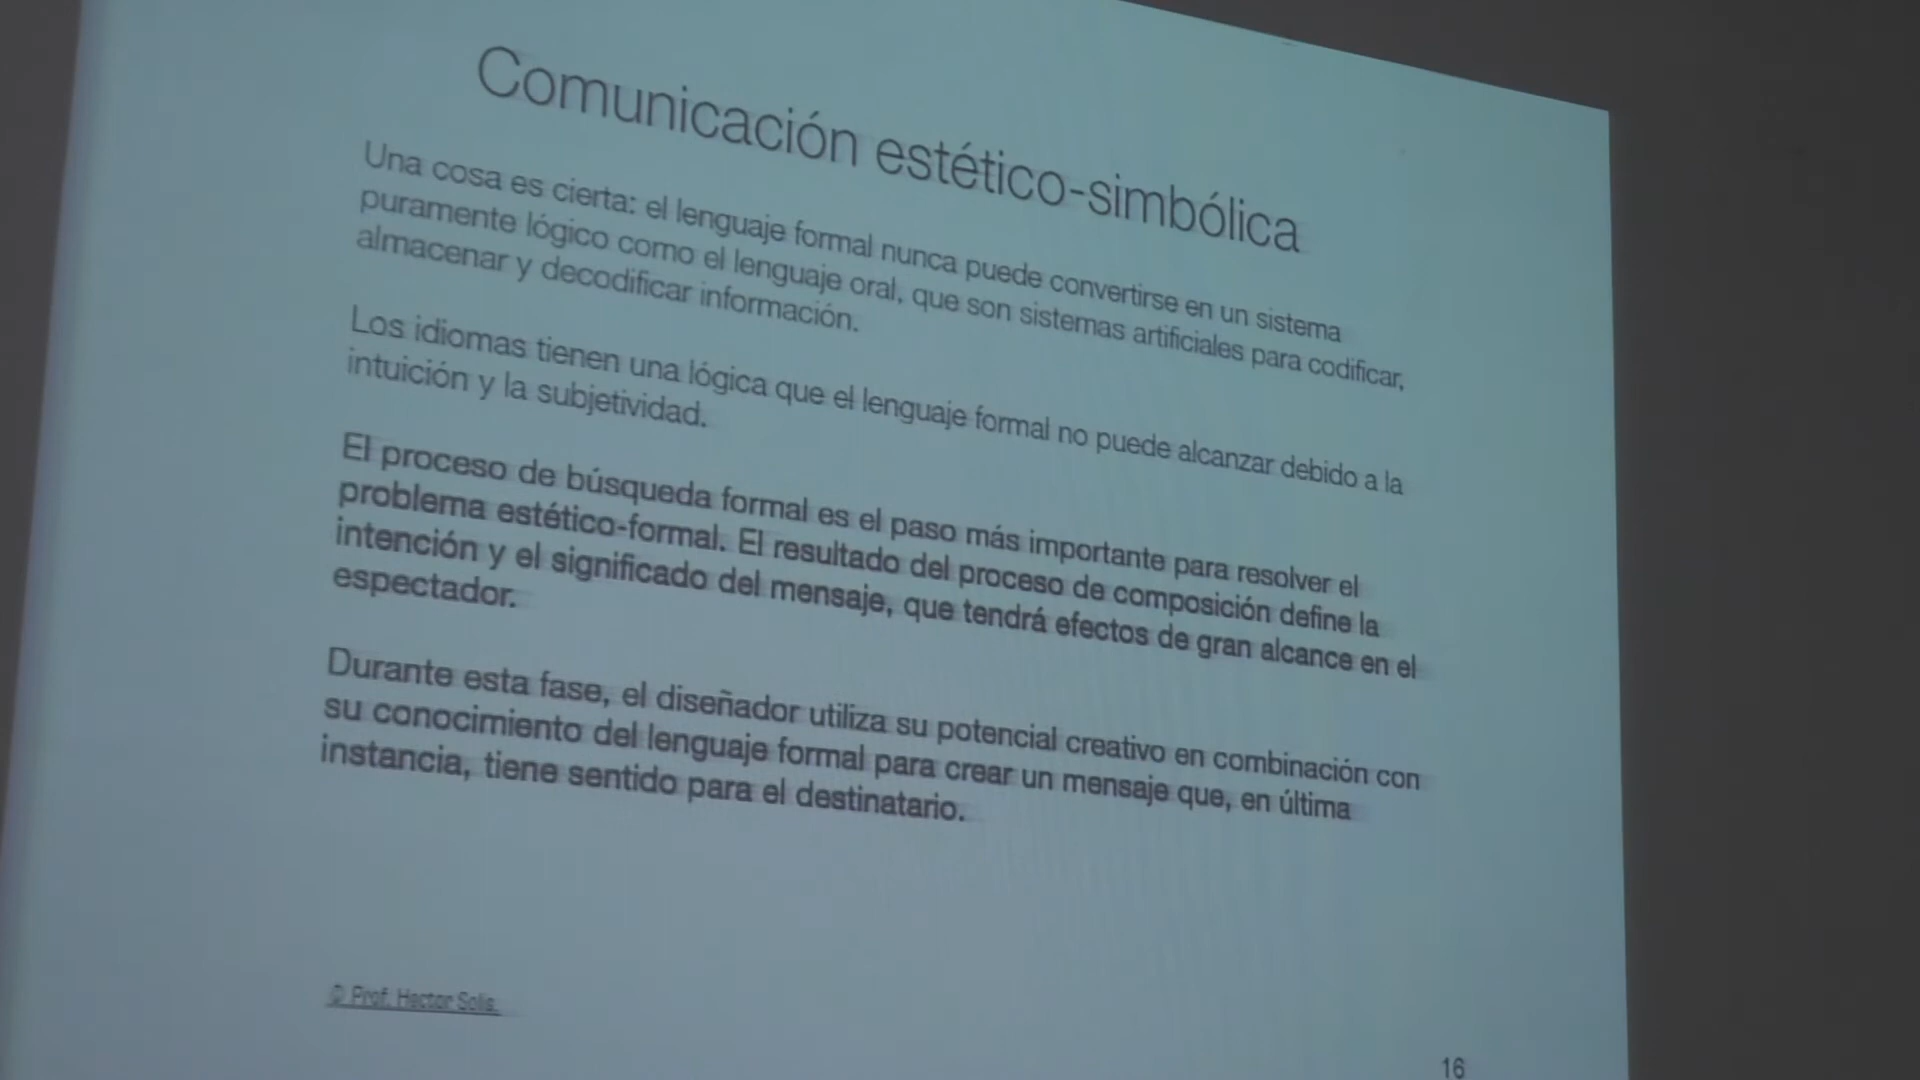 Comunicación estético-simbólica
Una cosa es cierta: el lenguaje formal nunca puede convertirse en un sistema
puramente lógico como el lenguaje oral, que son sistemas artificiales para codificar,
almacenar y decodificar información.
Los idiomas tienen una lógica que el lenguaje formal no puede alcanzar debido a la
intuición y la subjetividad.
El proceso de búsqueda formal es el paso más importante para resolver el
problema estético-formal. El resultado del proceso de composición define la
intención y el significado del mensaje, que tendrá efectos de gran alcance en el
espectador.
Durante esta fase, el diseñador utiliza su potencial creativo en combinación con
su conocimiento del lenguaje formal para crear un mensaje que, en última
instancia, tiene sentido para el destinatario.
© Prof. Hector Solis.
16